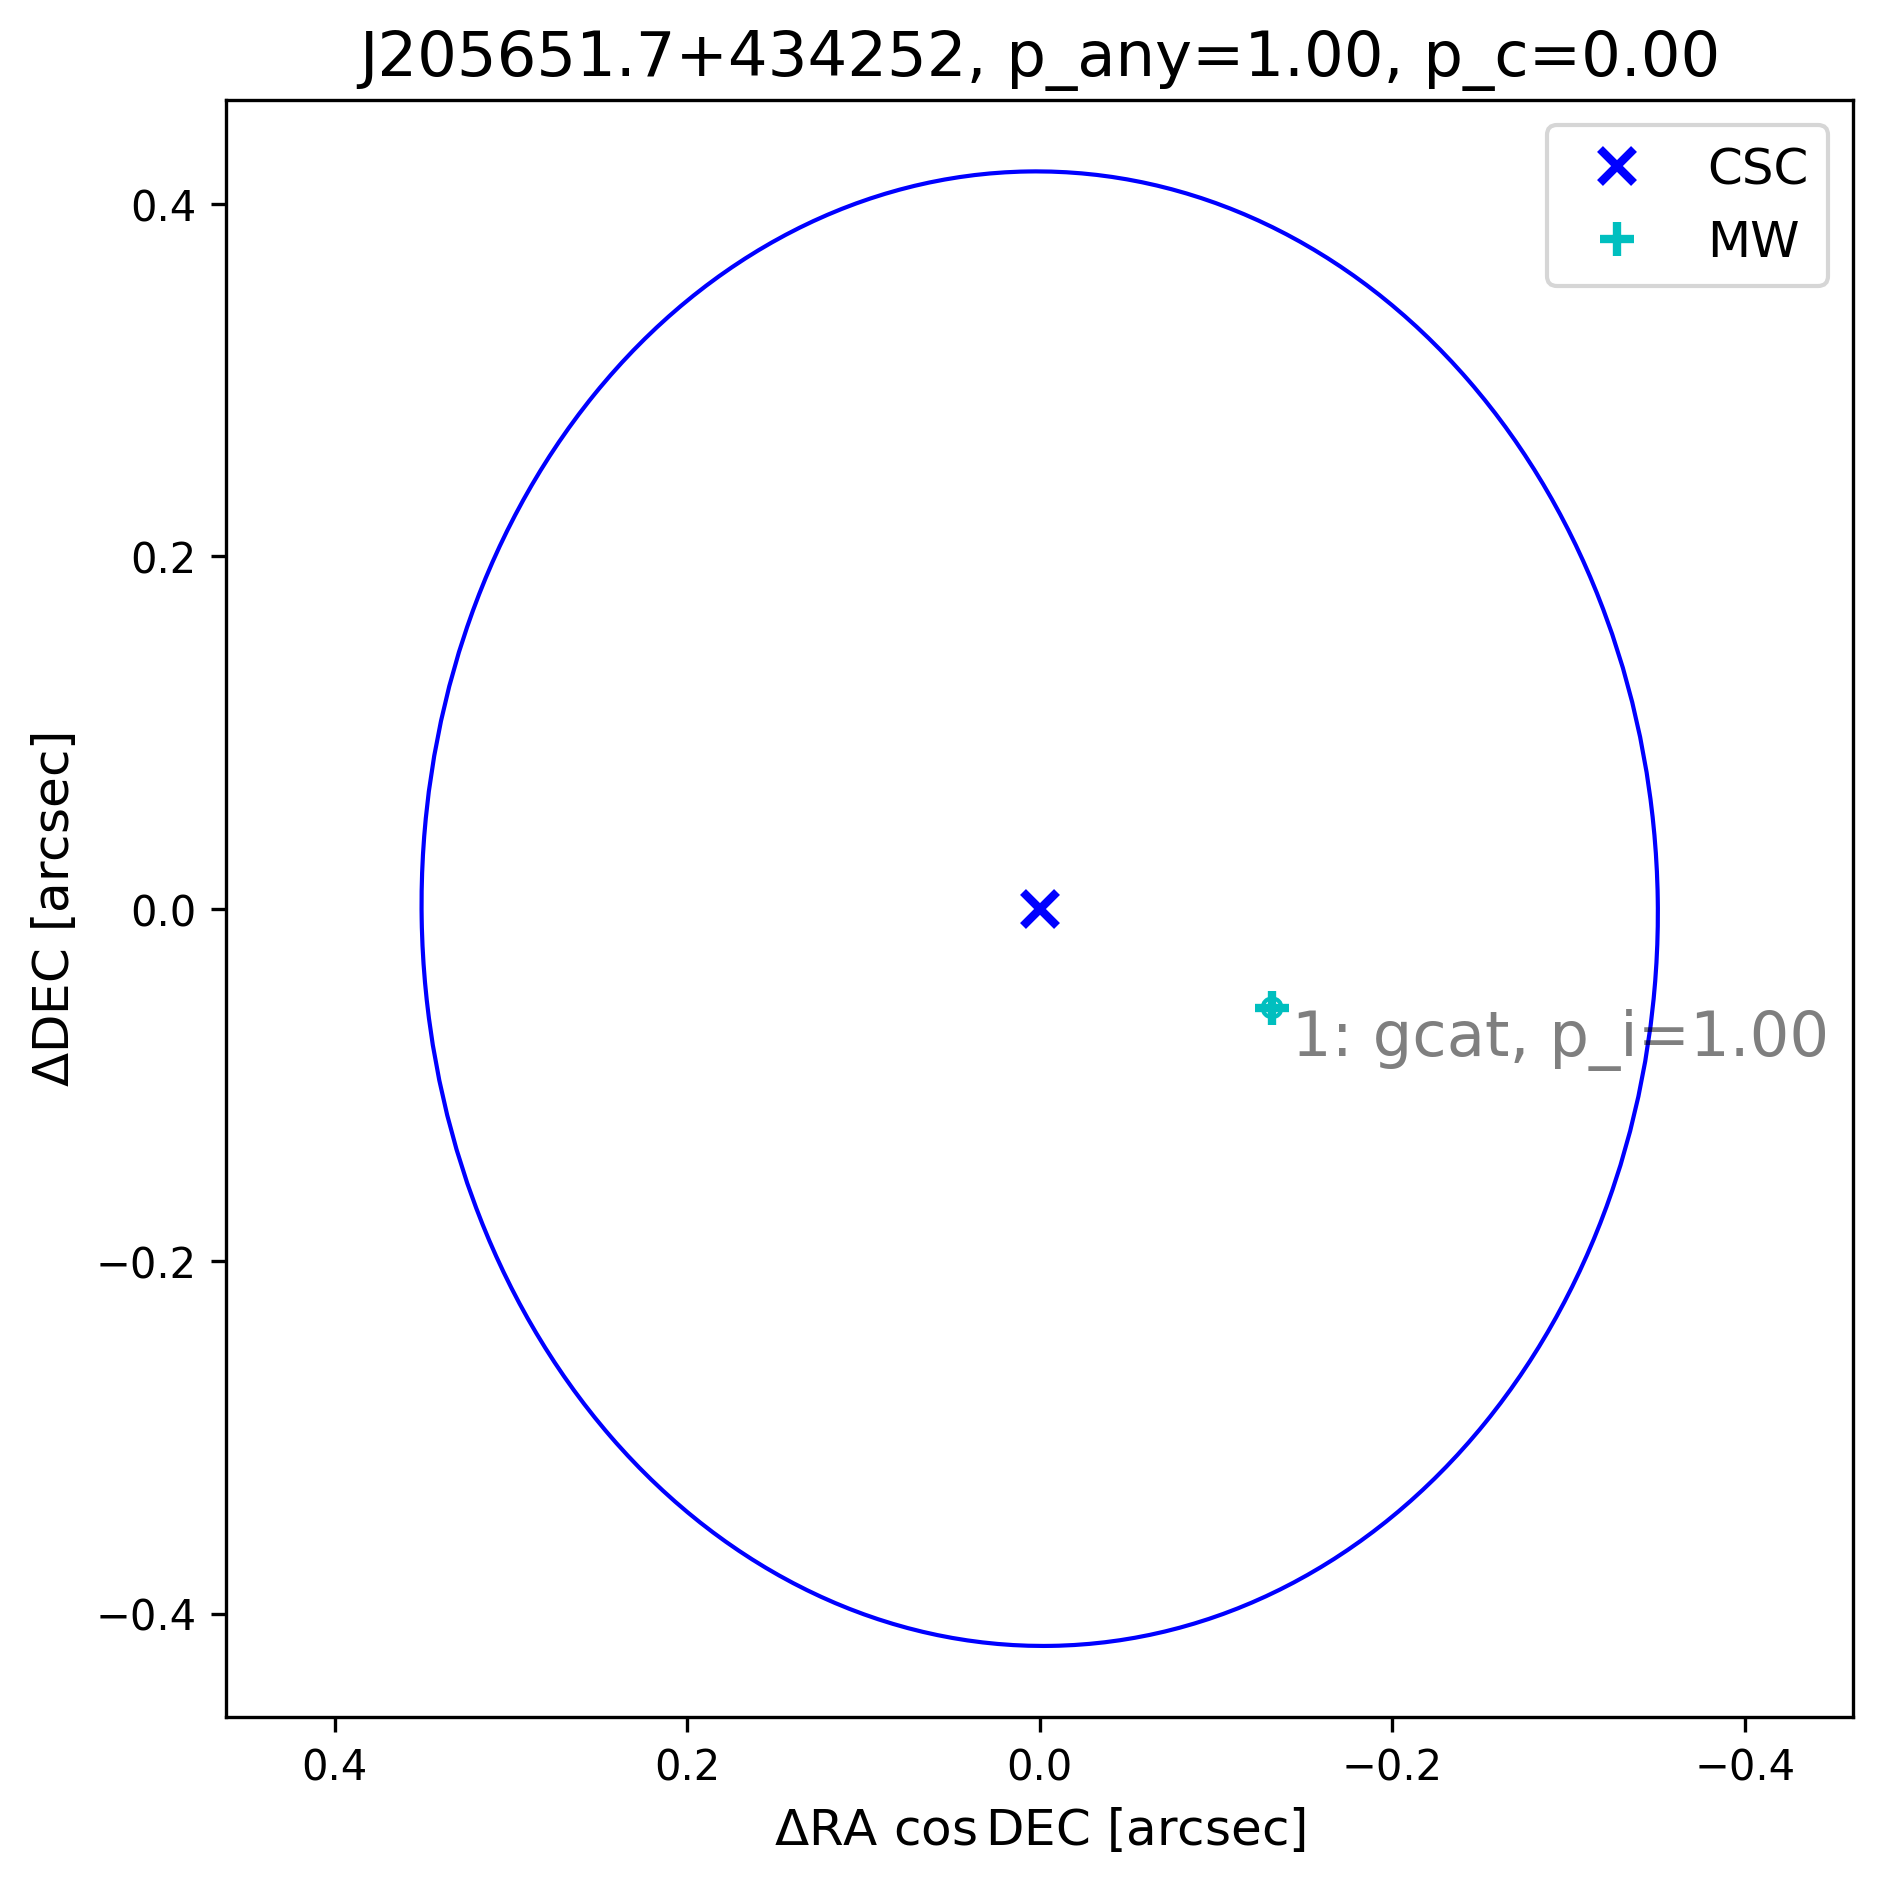 J205651.7+434252, p_any=1.00, p_c=0.00
CSC
MW
0.4
0.2
0.0
−0.2
−0.4
ΔDEC [arcsec]
1: gcat, p_i=1.00
0.4 0.2 0.0 −0.2 −0.4
ΔRA cos DEC [arcsec]